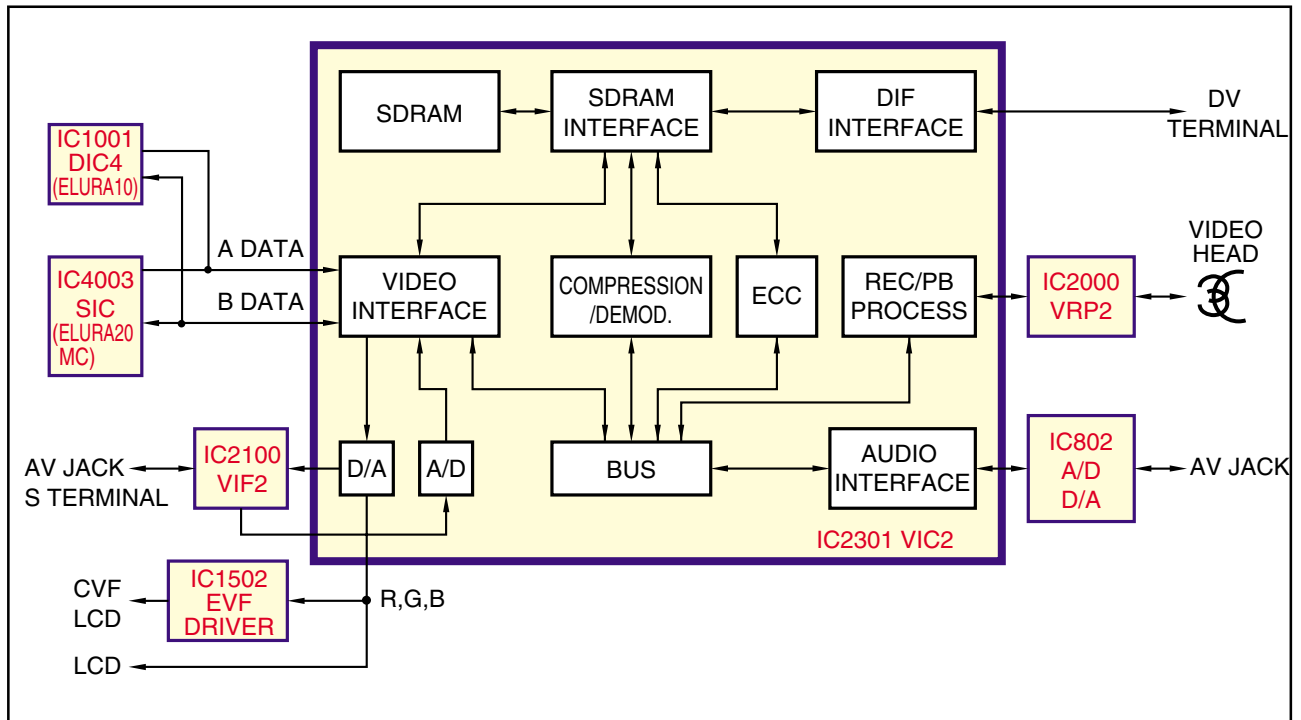 SDRAM
SDRAM
INTERFACE
DIF
INTERFACE
DV
TERMINAL
IC1001
DIC4
(ELURA10)
A DATA
IC4003
SIC
(ELURA20
MC)
B DATA
VIDEO
INTERFACE
COMPRESSION
/DEMOD.
ECC
REC/PB
PROCESS
IC2000
VRP2
VIDEO
HEAD
AV JACK
S TERMINAL
IC2100
VIF2
D/A
A/D
BUS
AUDIO
INTERFACE
IC802
A/D
D/A
AV JACK
IC2301 VIC2
CVF
LCD
IC1502
EVF
DRIVER
R,G,B
LCD